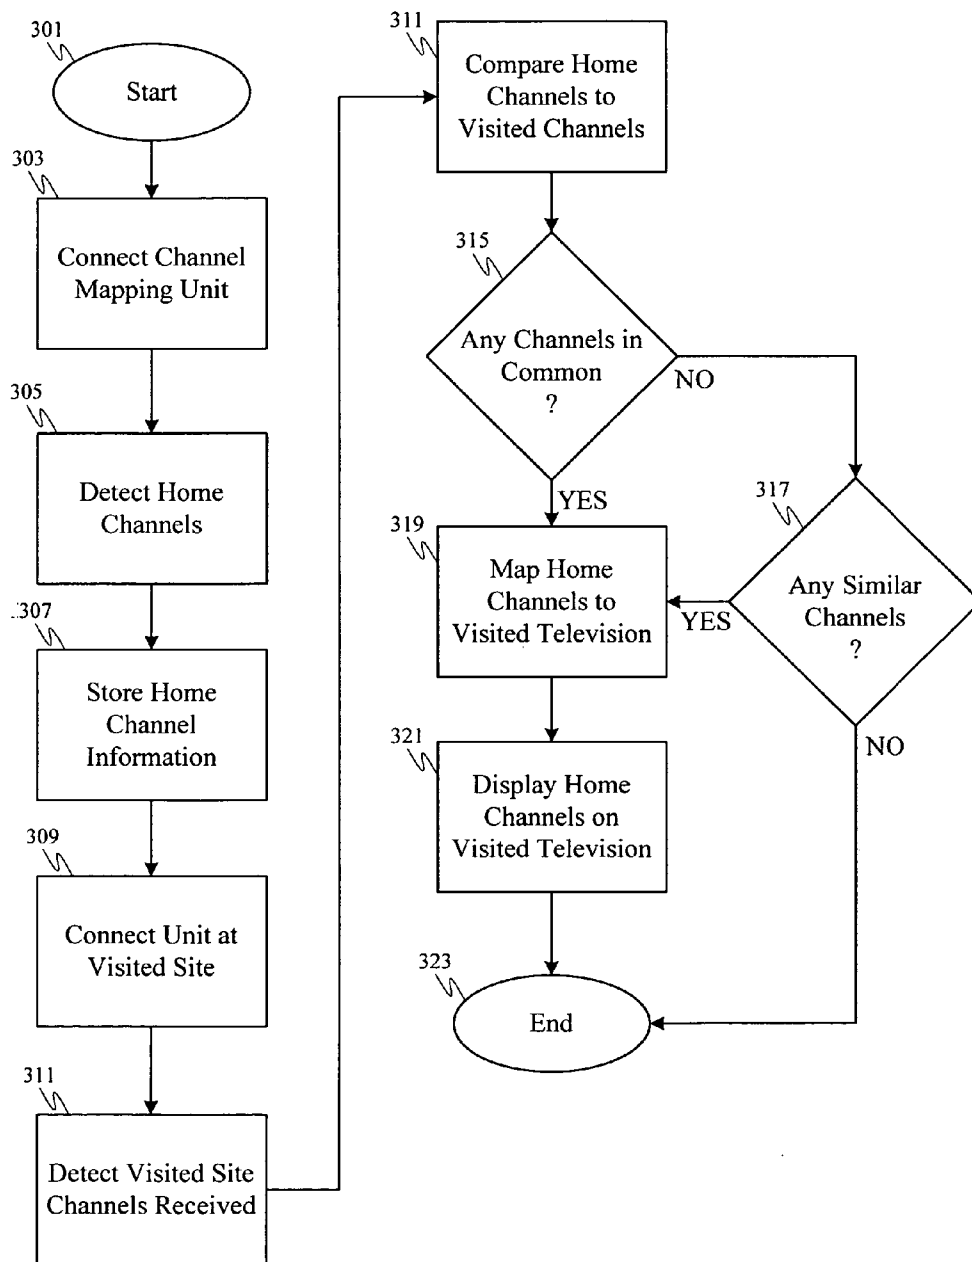 301
Start
303
Connect Channel
Mapping Unit
305
Detect Home
Channels
307
Store Home
Channel
Information
309
Connect Unit at
Visited Site
311
Detect Visited Site
Channels Received
311
Compare Home
Channels to
Visited Channels
315
Any Channels in
Common
?
NO
YES
317
Any Similar
Channels
?
YES
NO
319
Map Home
Channels to
Visited Television
321
Display Home
Channels on
Visited Television
323
End